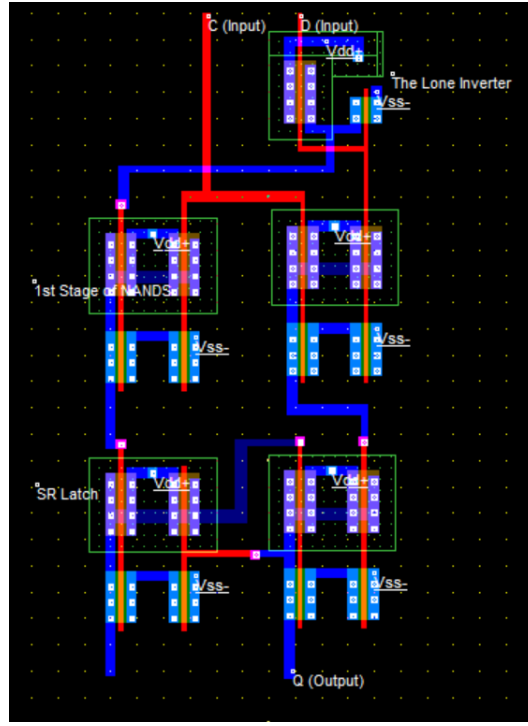 C (Input)
D (Input)
Vdd+
The Lone Inverter
Vss-
Vdd+
Vdd+
1st Stage of NANDS
Vss-
Vss-
Vdd+
Vdd+
SR Latch
Vss-
Vss-
Q (Output)